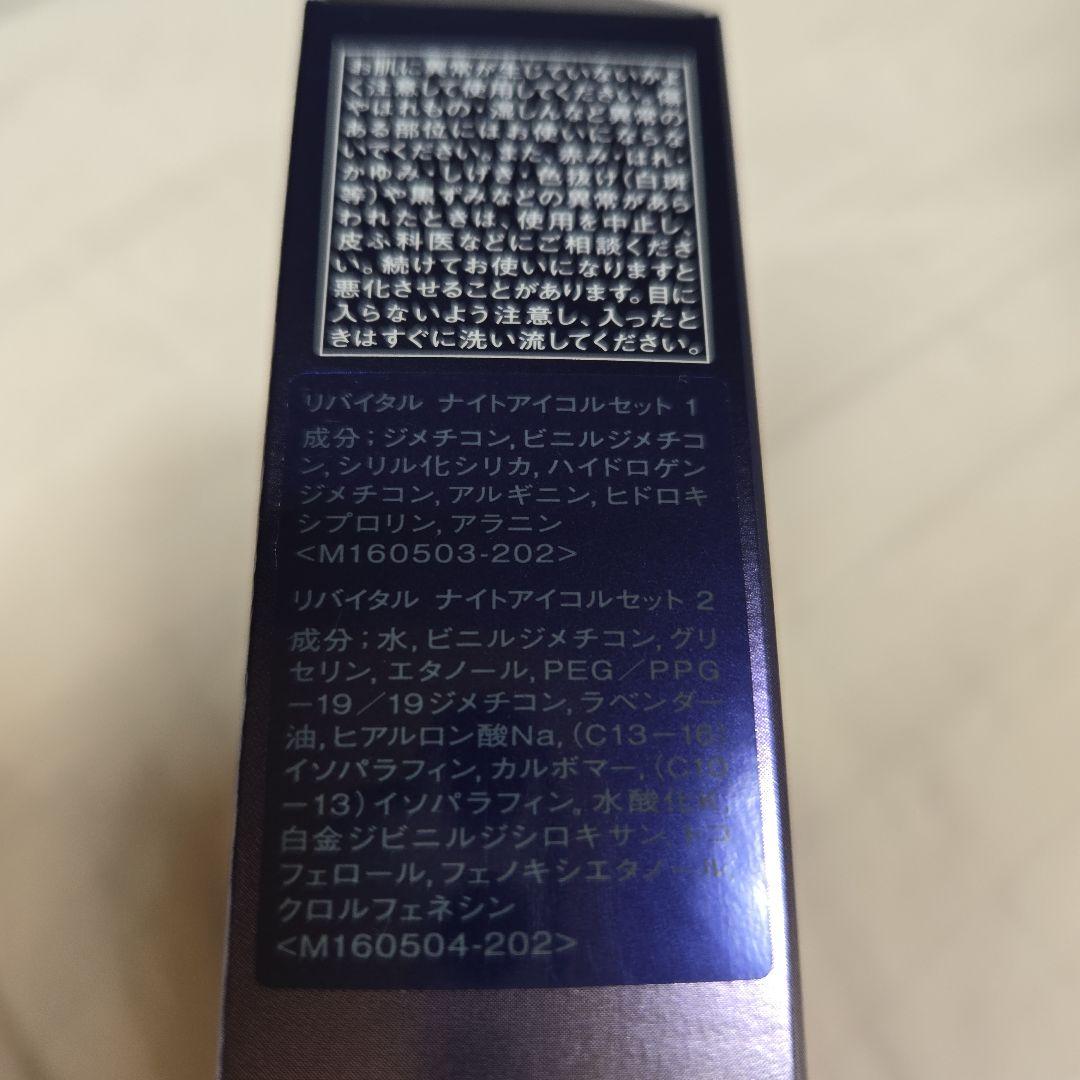 お肌に異常が生じていないかよ
く注意して使用してください。傷
やはれもの・湿しんなど異常の
ある部位にはお使いにならな
いでください。また、赤み・はれ・
かゆみ・しげき・色抜け(白斑
等)や黒ずみなどの異常があら
われたときは、使用を中止し、
皮ふ科医などにご相談くださ
い。続けてお使いになりますと
悪化させることがあります。目に
入らないよう注意し、入ったと
きはすぐに洗い流してください。
リバイタル ナイトアイコルセット 1
成分;ジメチコン,ビニルジメチコ
ン,シリル化シリカ,ハイドロゲン
ジメチコン,アルギニン,ヒドロキ
シプロリン,アラニン
<M160503-202>
リバイタル ナイトアイコルセット 2
成分;水,ビニルジメチコン,グリ
セリン,エタノール,PEG/PPG
-19/19ジメチコン,ラベンダー
油,ヒアルロン酸Na,(C13-16)
イソパラフィン,カルボマー,(C10
-13)イソパラフィン,水酸化K,
白金ジビニルジシロキサン,トコ
フェロール,フェノキシエタノール,
クロルフェネシン
<M160504-202>